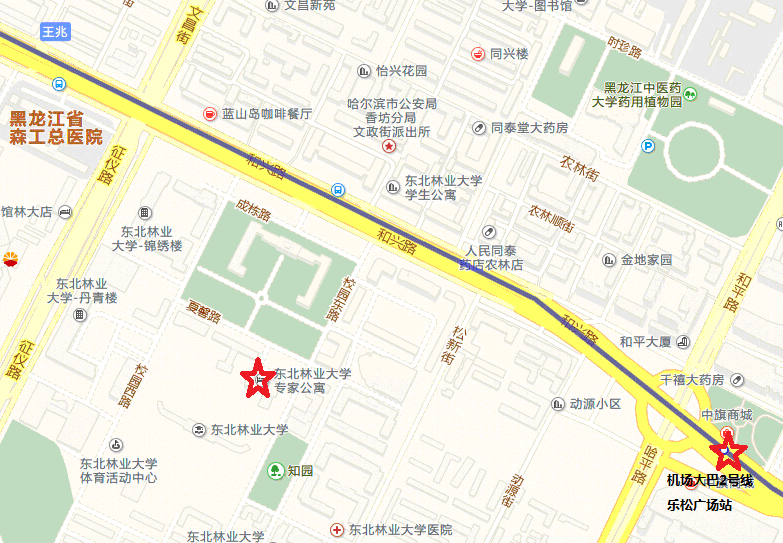 文昌新苑
大学-图书馆
文昌街
王兆
时珍路
同兴楼
怡兴花园
黑龙江中医药
大学药用植物园
黑龙江省
森工总医院
蓝山岛咖啡餐厅
哈尔滨市公安局
香坊分局
文政街派出所
同泰堂大药房
征仪路
和兴路
农林街
东北林业大学
学生公寓
馆林大店
成栋路
农林顺街
东北林业
大学-锦绣楼
和兴路
人民同泰
药店农林店
金地家园
东北林业
大学-丹青楼
校园东路
和平路
夏馨路
和兴路
松新街
和平大厦
征仪路
校园西路
东北林业大学
专家公寓
千禧大药房
动源小区
中旗商城
东北林业大学
东北林业大学
体育活动中心
知园
动源街
机场大巴2号线
乐松广场站
东北林业大学
东北林业大学医院